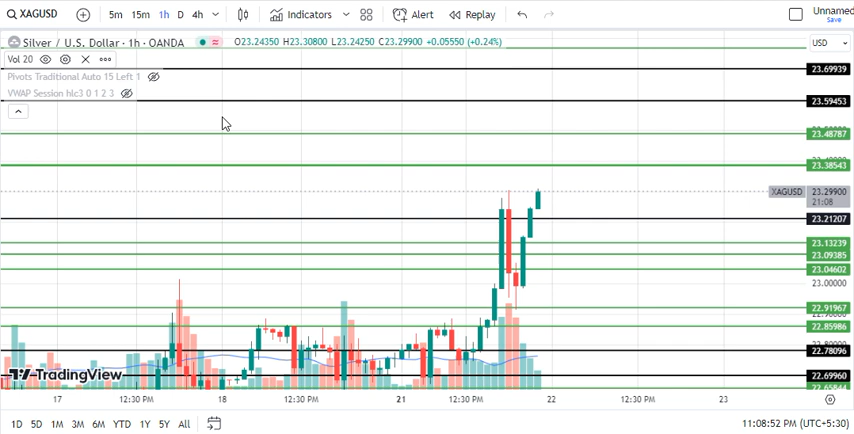 XAGUSD 5m 15m 1h D 4h Indicators Alert Replay Unnamed
Save
Silver / U.S. Dollar · 1h · OANDA O23.24350 H23.30800 L23.24250 C23.29900 +0.05550 (+0.24%) USD
Vol 20
23.69939
Pivots Traditional Auto 15 Left 1
VWAP Session hlc3 0 1 2 3
23.59453
23.48787
23.38543
XAGUSD 23.29900
21:08
23.21207
23.13239
23.09385
23.04602
23.00000
22.91967
22.85986
22.78096
TradingView
22.69960
22.65844
17 12:30 PM 18 12:30 PM 21 12:30 PM 22 12:30 PM 23
1D 5D 1M 3M 6M YTD 1Y 5Y All 11:08:52 PM (UTC+5:30)